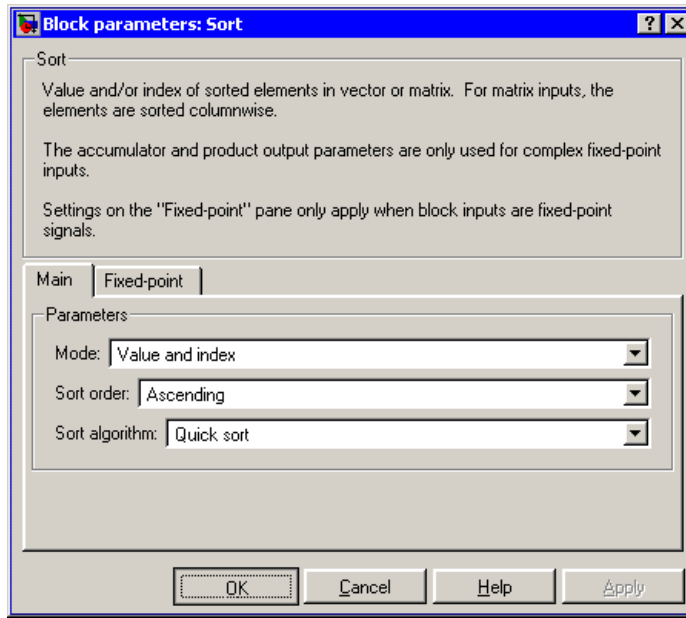 Block parameters: Sort
Sort
Value and/or index of sorted elements in vector or matrix. For matrix inputs, the
elements are sorted columnwise.
The accumulator and product output parameters are only used for complex fixed-point
inputs.
Settings on the "Fixed-point" pane only apply when block inputs are fixed-point
signals.
Main Fixed-point
Parameters
Mode: Value and index
Sort order: Ascending
Sort algorithm: Quick sort
OK Cancel Help Apply